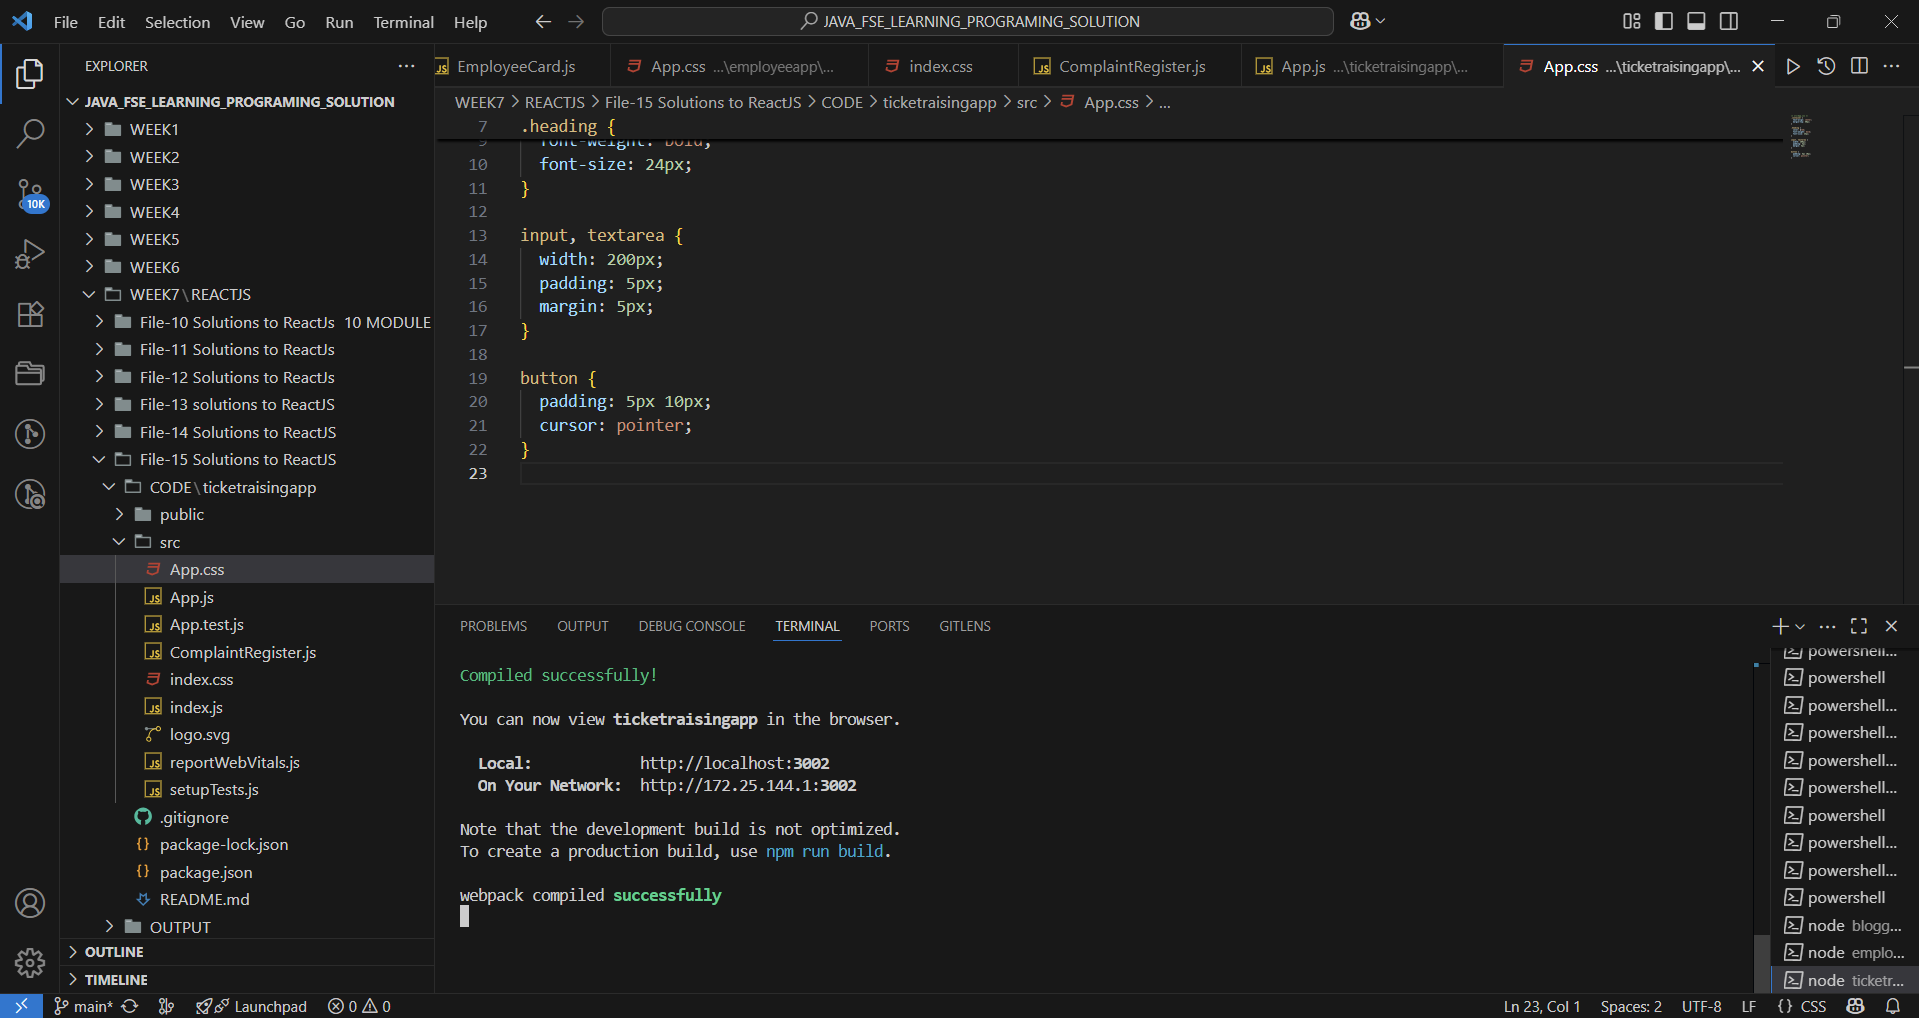 File Edit Selection View Go Run Terminal Help
JAVA_FSE_LEARNING_PROGRAMING_SOLUTION
EXPLORER
JAVA_FSE_LEARNING_PROGRAMING_SOLUTION
WEEK1
WEEK2
WEEK3
WEEK4
WEEK5
WEEK6
WEEK7\REACTJS
File-10 Solutions to ReactJs 10 MODULE
File-11 Solutions to ReactJs
File-12 Solutions to ReactJs
File-13 solutions to ReactJS
File-14 Solutions to ReactJS
File-15 Solutions to ReactJS
CODE\ticketraisingapp
public
src
App.css
App.js
App.test.js
ComplaintRegister.js
index.css
index.js
logo.svg
reportWebVitals.js
setupTests.js
.gitignore
package-lock.json
package.json
README.md
OUTPUT
OUTLINE
TIMELINE
10K
EmployeeCard.js App.css ...\employeeapp\... index.css ComplaintRegister.js App.js ...\ticketraisingapp\... App.css ...\ticketraisingapp\...
WEEK7 > REACTJS > File-15 Solutions to ReactJS > CODE > ticketraisingapp > src > App.css > ...
7 .heading {
9 font-weight: bold;
10 font-size: 24px;
11 }
12
13 input, textarea {
14 width: 200px;
15 padding: 5px;
16 margin: 5px;
17 }
18
19 button {
20 padding: 5px 10px;
21 cursor: pointer;
22 }
23
PROBLEMS OUTPUT DEBUG CONSOLE TERMINAL PORTS GITLENS
Compiled successfully!
You can now view ticketraisingapp in the browser.
Local: http://localhost:3002
On Your Network: http://172.25.144.1:3002
Note that the development build is not optimized.
To create a production build, use npm run build.
webpack compiled successfully
powershell...
powershell
powershell...
powershell...
powershell...
powershell...
powershell
powershell...
powershell...
powershell
node blogg...
node emplo...
node ticketr...
main* Launchpad 0 0 Ln 23, Col 1 Spaces: 2 UTF-8 LF {} CSS